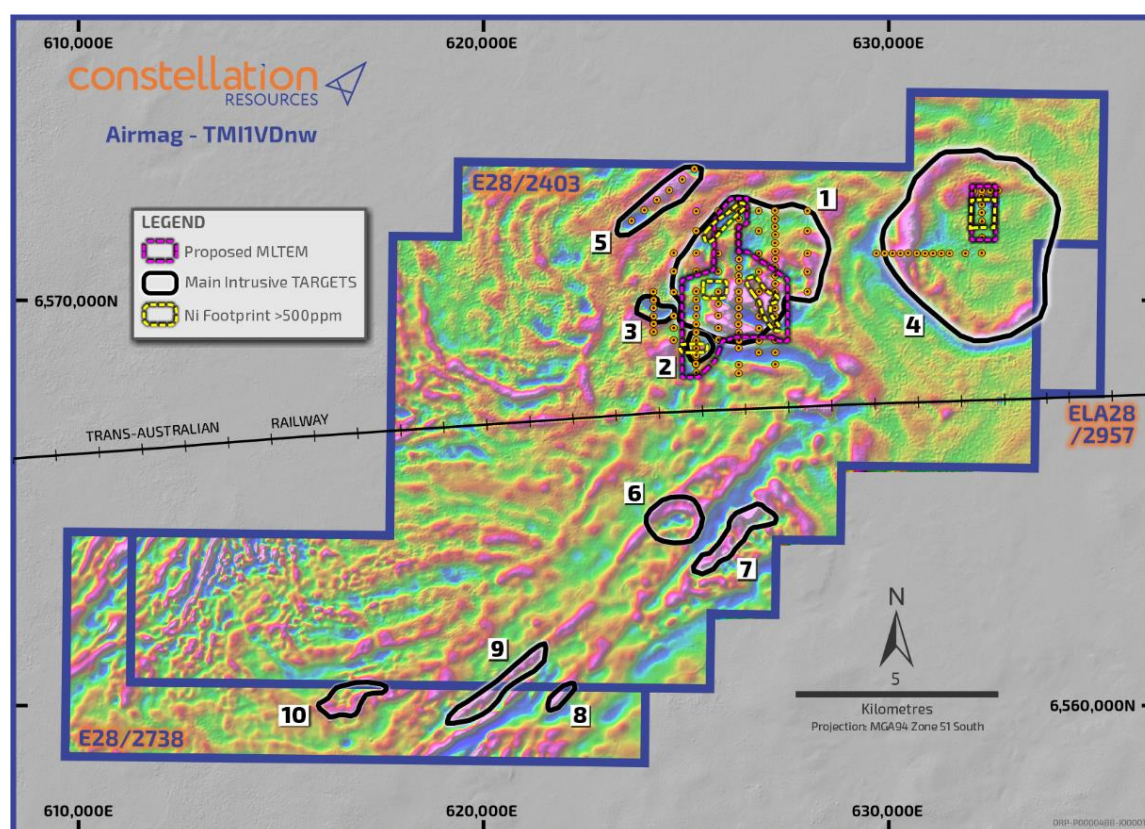 610,000E
620,000E
630,000E
constellation
RESOURCES
Airmag - TMI1VDnw
E28/2403
LEGEND
Proposed MLTEM
Main Intrusive TARGETS
Ni Footprint >500ppm
1
5
6,570,000N
3
4
2
TRANS-AUSTRALIAN RAILWAY
ELA28
/2957
6
7
N
9
5
Kilometres
Projection: MGA94 Zone 51 South
10
8
6,560,000N
E28/2738
610,000E
620,000E
630,000E